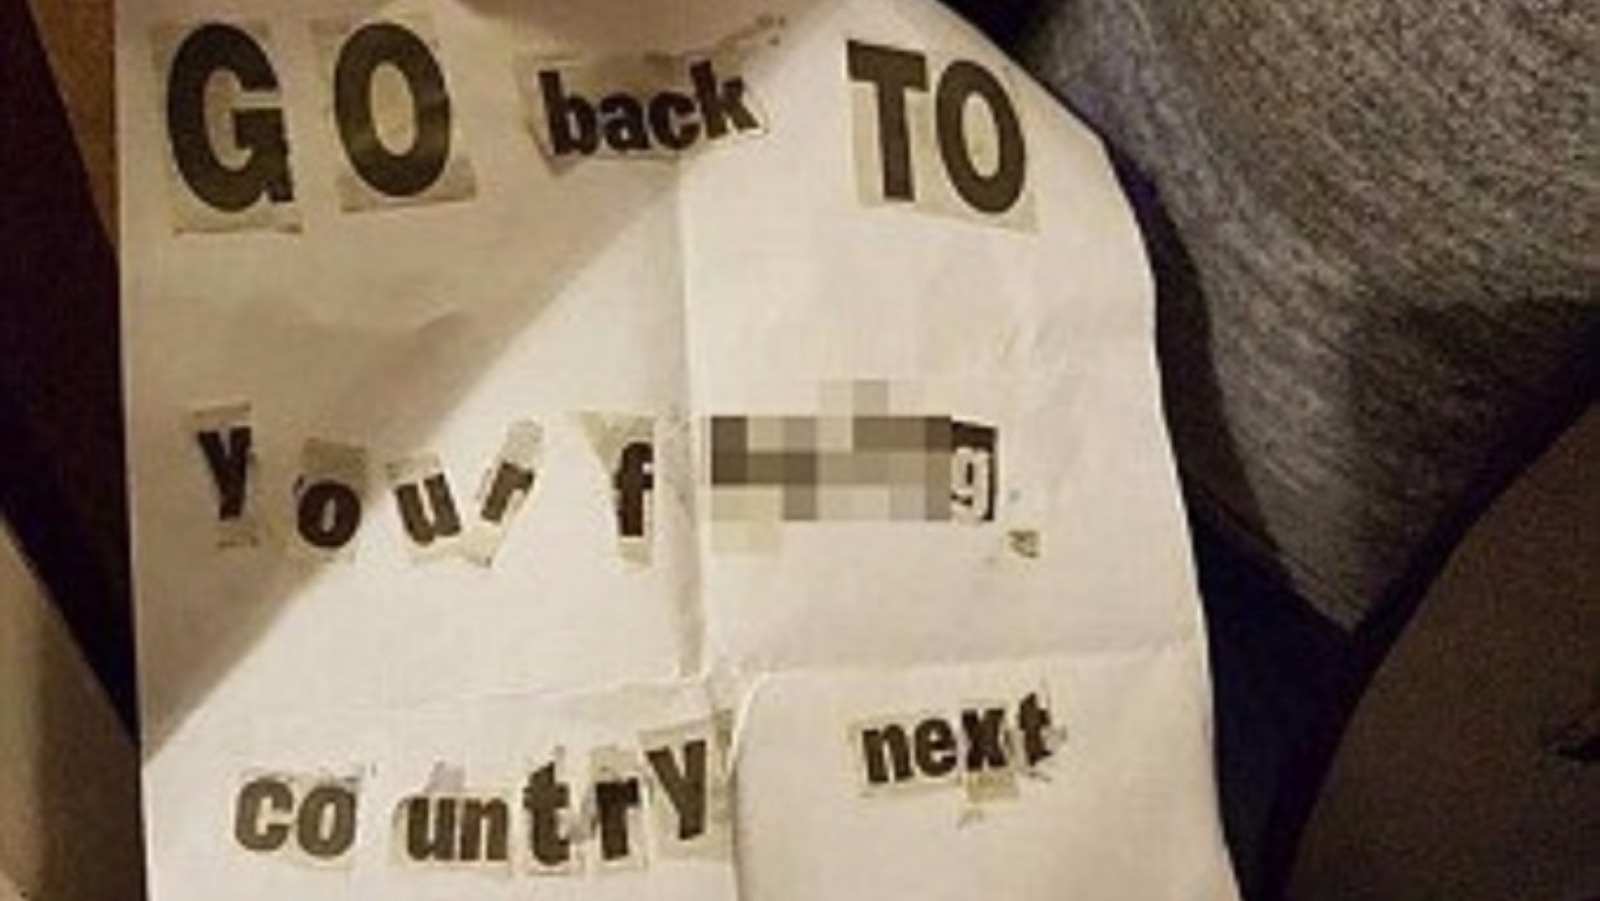 GO back TO
your f g
country next